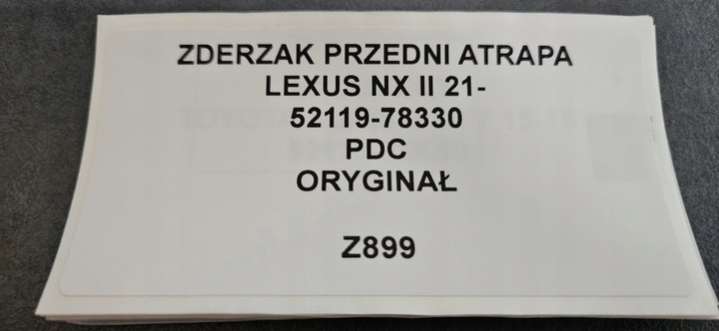 ZDERZAK PRZEDNI ATRAPA
LEXUS NX II 21-
52119-78330
PDC
ORYGINAŁ
Z899